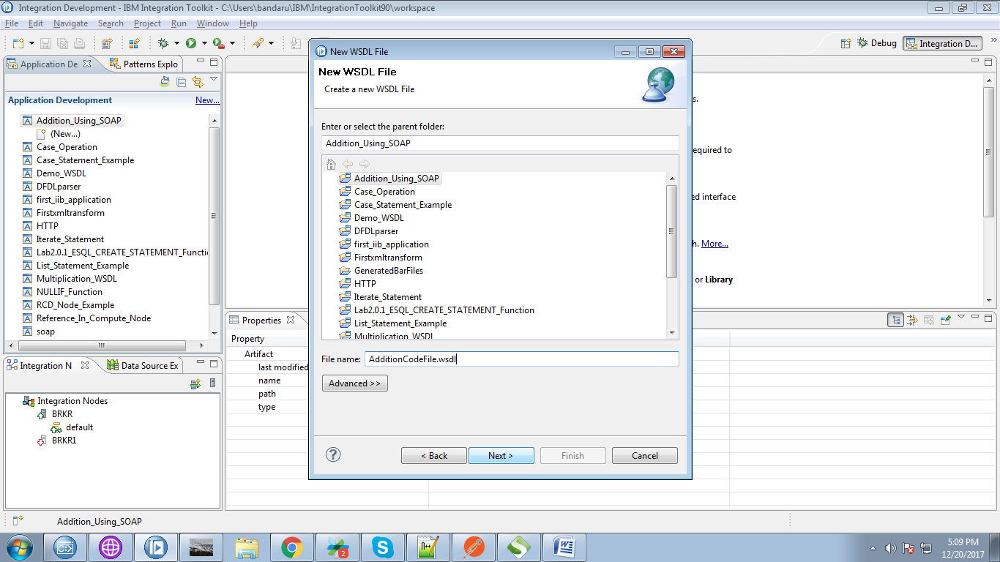 Integration Development - IBM Integration Toolkit - C:\Users\bandaru\IBM\IntegrationToolkit90\workspace
File Edit Navigate Search Project Run Window Help
Debug
Integration D...
Application De
Patterns Explo
Application Development
New...
Addition_Using_SOAP
(New...)
Case_Operation
Case_Statement_Example
Demo_WSDL
DFDLparser
first_iib_application
Firstxmltransform
HTTP
Iterate_Statement
Lab2.0.1_ESQL_CREATE_STATEMENT_Functi
List_Statement_Example
Multiplication_WSDL
NULLIF_Function
RCD_Node_Example
Reference_In_Compute_Node
soap
Integration N
Data Source Ex
Integration Nodes
BRKR
default
BRKR1
New WSDL File
New WSDL File
Create a new WSDL File
Enter or select the parent folder:
Addition_Using_SOAP
Addition_Using_SOAP
Case_Operation
Case_Statement_Example
Demo_WSDL
DFDLparser
first_iib_application
Firstxmltransform
GeneratedBarFiles
HTTP
Iterate_Statement
Lab2.0.1_ESQL_CREATE_STATEMENT_Function
List_Statement_Example
Multiplication_WSDL
File name: AdditionCodeFile.wsdl
Advanced >>
< Back
Next >
Finish
Cancel
s.
equired to
ed interface
h. More...
or Library
Properties
Property
Artifact
last modified
name
path
type
Addition_Using_SOAP
5:09 PM
12/20/2017